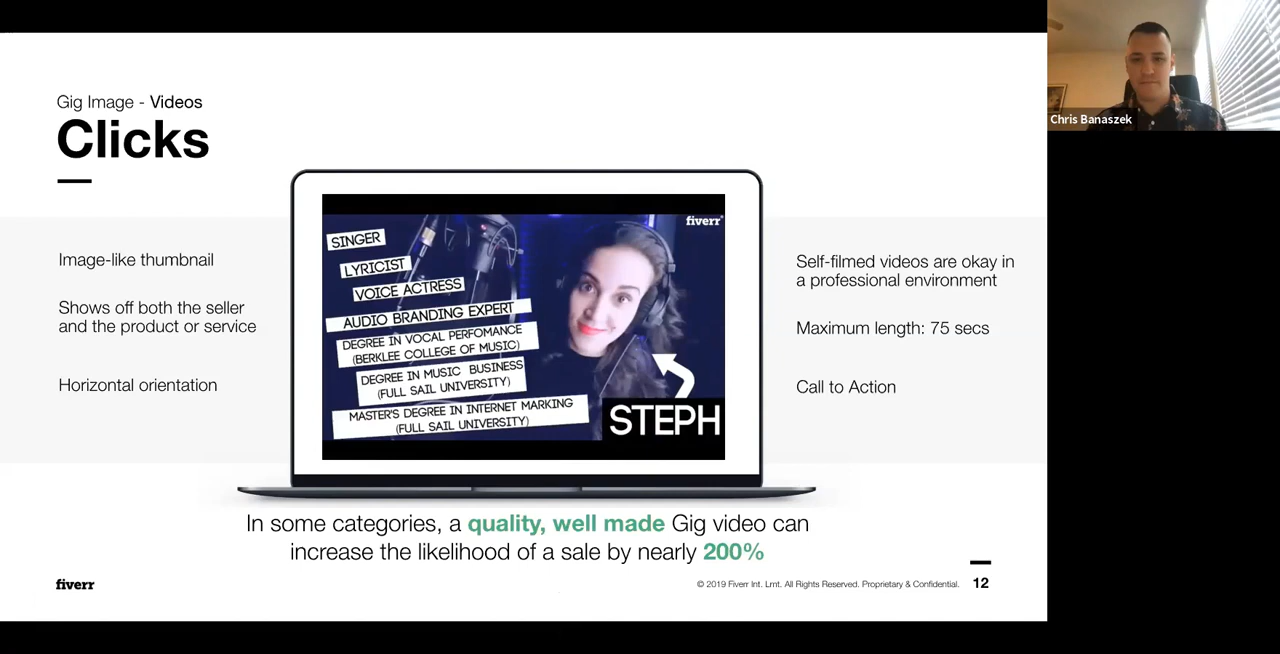 Gig Image - Videos
Clicks
Image-like thumbnail
Shows off both the seller
and the product or service
Horizontal orientation
fiverr
SINGER
LYRICIST
VOICE ACTRESS
AUDIO BRANDING EXPERT
DEGREE IN VOCAL PERFOMANCE
(BERKLEE COLLEGE OF MUSIC)
DEGREE IN MUSIC BUSINESS
(FULL SAIL UNIVERSITY)
MASTER'S DEGREE IN INTERNET MARKING
(FULL SAIL UNIVERSITY)
STEPH
Self-filmed videos are okay in
a professional environment
Maximum length: 75 secs
Call to Action
In some categories, a quality, well made Gig video can
increase the likelihood of a sale by nearly 200%
fiverr
© 2019 Fiverr Int. Lmt. All Rights Reserved. Proprietary & Confidential.
12
Chris Banaszek